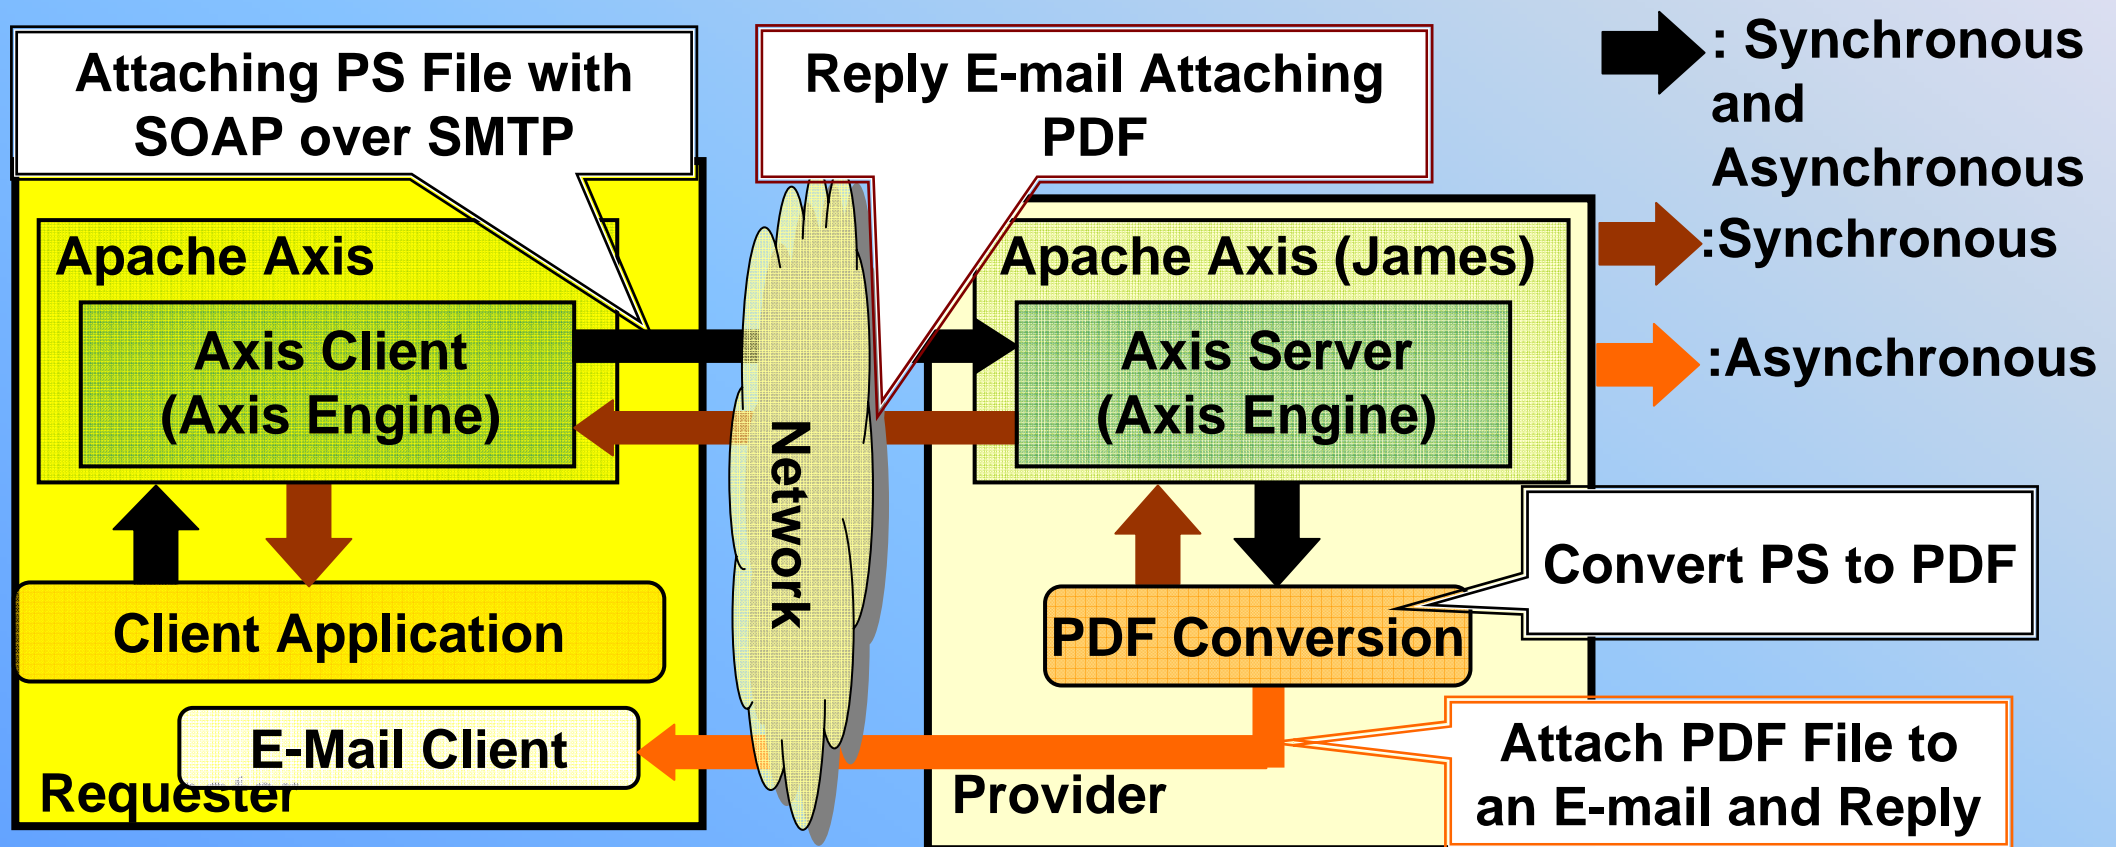 Attaching PS File with
SOAP over SMTP
Reply E-mail Attaching
PDF
: Synchronous
and
Asynchronous
:Synchronous
:Asynchronous
Apache Axis
Axis Client
(Axis Engine)
Network
Apache Axis (James)
Axis Server
(Axis Engine)
Convert PS to PDF
Client Application
PDF Conversion
E-Mail Client
Requester
Provider
Attach PDF File to
an E-mail and Reply